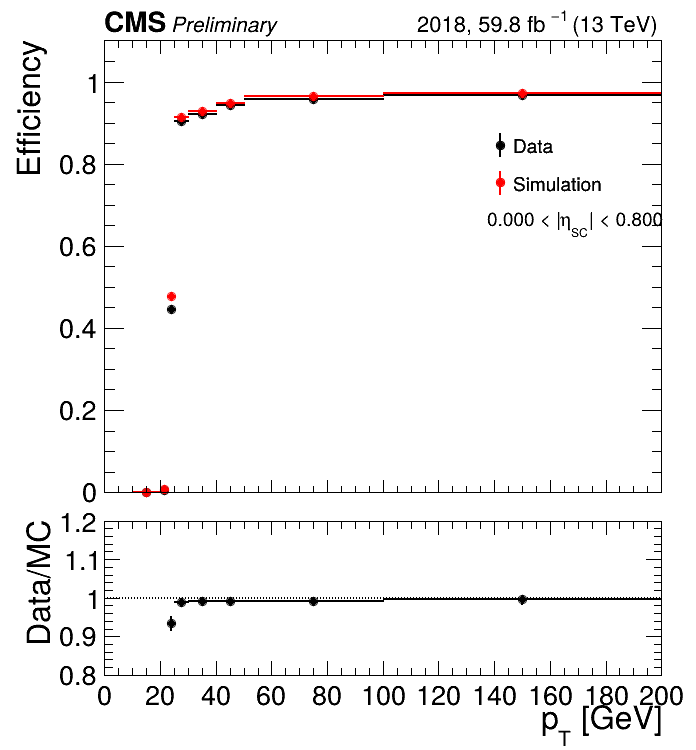 CMS Preliminary 2018, 59.8 fb⁻¹ (13 TeV)
Efficiency
1
0.8
0.6
0.4
0.2
0
Data
Simulation
0.000 < |η_SC| < 0.800
Data/MC
1.2
1.1
1
0.9
0.8
0 20 40 60 80 100 120 140 160 180 200
p_T [GeV]